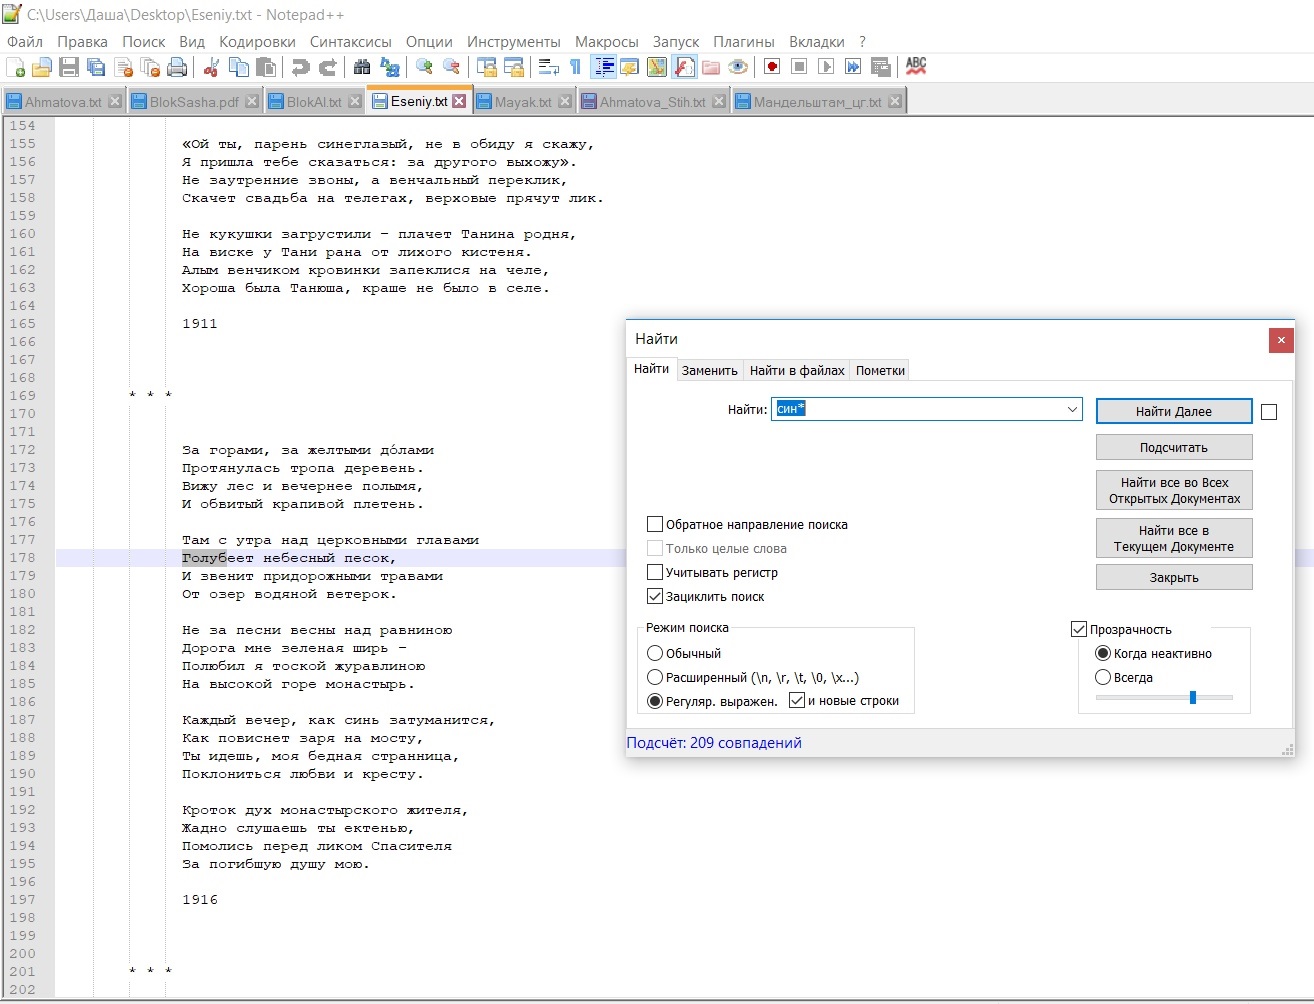 C:\Users\Даша\Desktop\Eseniy.txt - Notepad++
Файл Правка Поиск Вид Кодировки Синтаксисы Опции Инструменты Макросы Запуск Плагины Вкладки ?
ABC
Ahmatova.txt BlokSasha.pdf BlokAl.txt Eseniy.txt Mayak.txt Ahmatova_Stih.txt Мандельштам_цг.txt
154
155 «Ой ты, парень синеглазый, не в обиду я скажу,
156 Я пришла тебе сказаться: за другого выхожу».
157 Не заутренние звоны, а венчальный переклик,
158 Скачет свадьба на телегах, верховые прячут лик.
159
160 Не кукушки загрустили – плачет Танина родня,
161 На виске у Тани рана от лихого кистеня.
162 Алым венчиком кровинки запеклися на челе,
163 Хороша была Танюша, краше не было в селе.
164
165 1911
166
167
168
169 * * *
170
171
172 За горами, за желтыми до́лами
173 Протянулась тропа деревень.
174 Вижу лес и вечернее полымя,
175 И обвитый крапивой плетень.
176
177 Там с утра над церковными главами
178 Голубеет небесный песок,
179 И звенит придорожными травами
180 От озер водяной ветерок.
181
182 Не за песни весны над равниною
183 Дорога мне зеленая ширь –
184 Полюбил я тоской журавлиною
185 На высокой горе монастырь.
186
187 Каждый вечер, как синь затуманится,
188 Как повиснет заря на мосту,
189 Ты идешь, моя бедная странница,
190 Поклониться любви и кресту.
191
192 Кроток дух монастырского жителя,
193 Жадно слушаешь ты ектенью,
194 Помолись перед ликом Спасителя
195 За погибшую душу мою.
196
197 1916
198
199
200
201 * * *
202
Найти
Найти Заменить Найти в файлах Пометки
Найти: син*
Найти Далее
Подсчитать
Найти все во Всех
Открытых Документах
Найти все в
Текущем Документе
Закрыть
Обратное направление поиска
Только целые слова
Учитывать регистр
Зациклить поиск
Режим поиска
Обычный
Расширенный (\n, \r, \t, \0, \x...)
Регуляр. выражен. и новые строки
Прозрачность
Когда неактивно
Всегда
Подсчёт: 209 совпадений